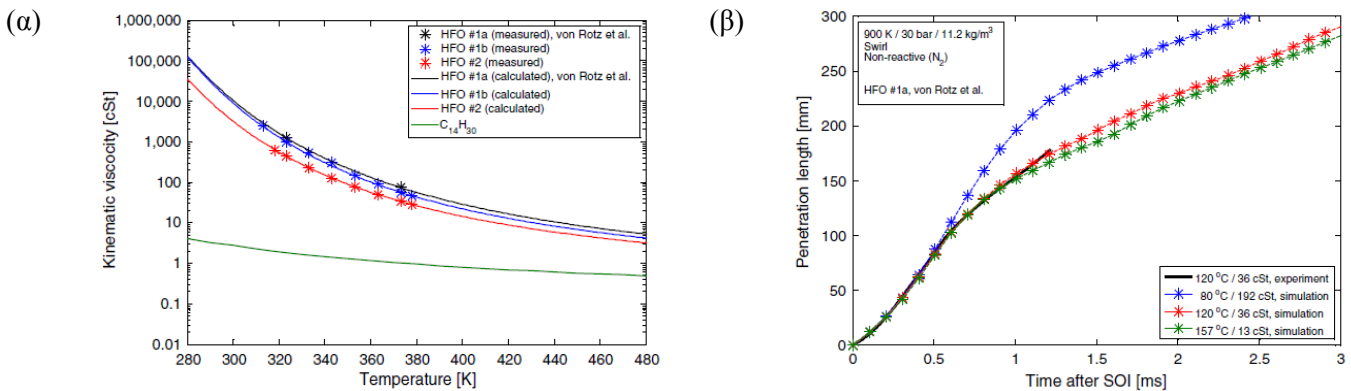 (α)
1,000,000
100,000
10,000
1,000
100
10
1
0.1
0.01
280 300 320 340 360 380 400 420 440 460 480
Kinematic viscocity [cSt]
Temperature [K]
HFO #1a (measured), von Rotz et al.
HFO #1b (measured)
HFO #2 (measured)
HFO #1a (calculated), von Rotz et al.
HFO #1b (calculated)
HFO #2 (calculated)
C14H30
(β)
300
250
200
150
100
50
0
0 0.5 1 1.5 2 2.5 3
Penetration length [mm]
Time after SOI [ms]
900 K / 30 bar / 11.2 kg/m³
Swirl
Non-reactive (N2)
HFO #1a, von Rotz et al.
120 °C / 36 cSt, experiment
80 °C / 192 cSt, simulation
120 °C / 36 cSt, simulation
157 °C / 13 cSt, simulation